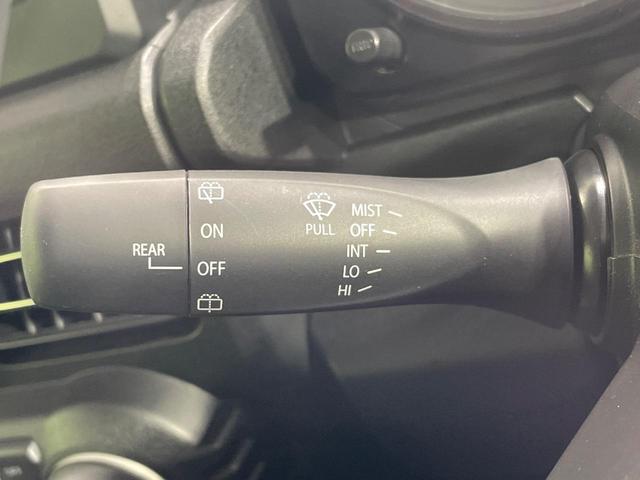 REAR
ON
OFF
PULL
MIST
OFF
INT
LO
HI